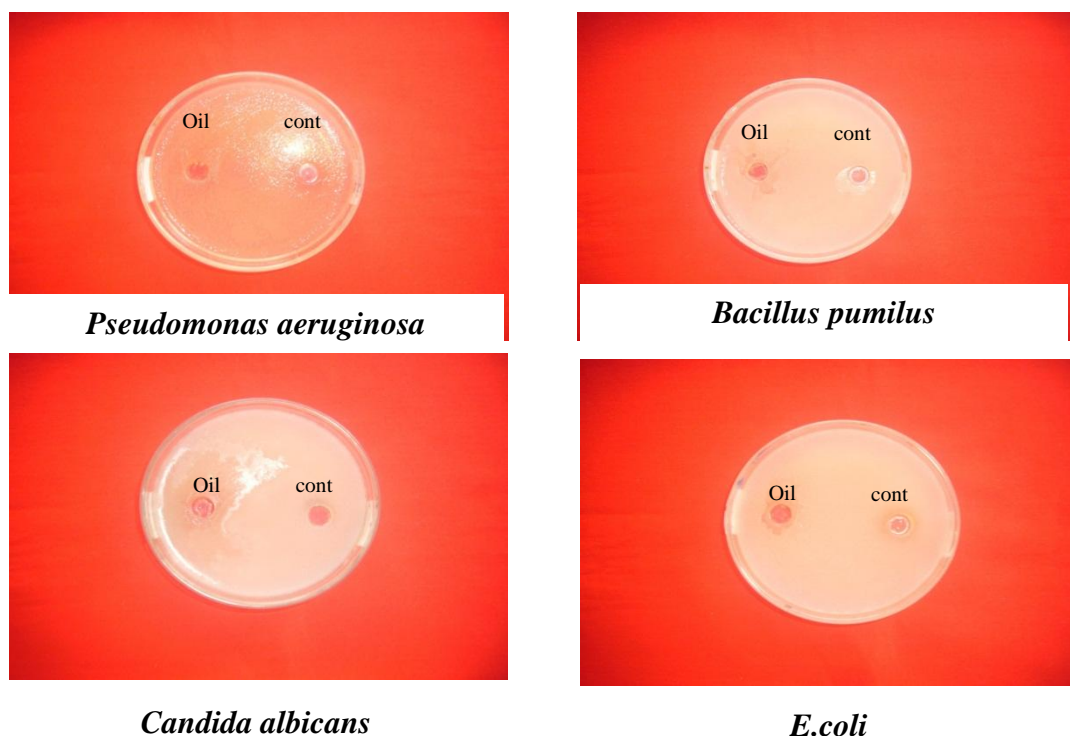 Oil
cont
Oil
cont
Pseudomonas aeruginosa
Bacillus pumilus
Oil
cont
Oil
cont
Candida albicans
E.coli